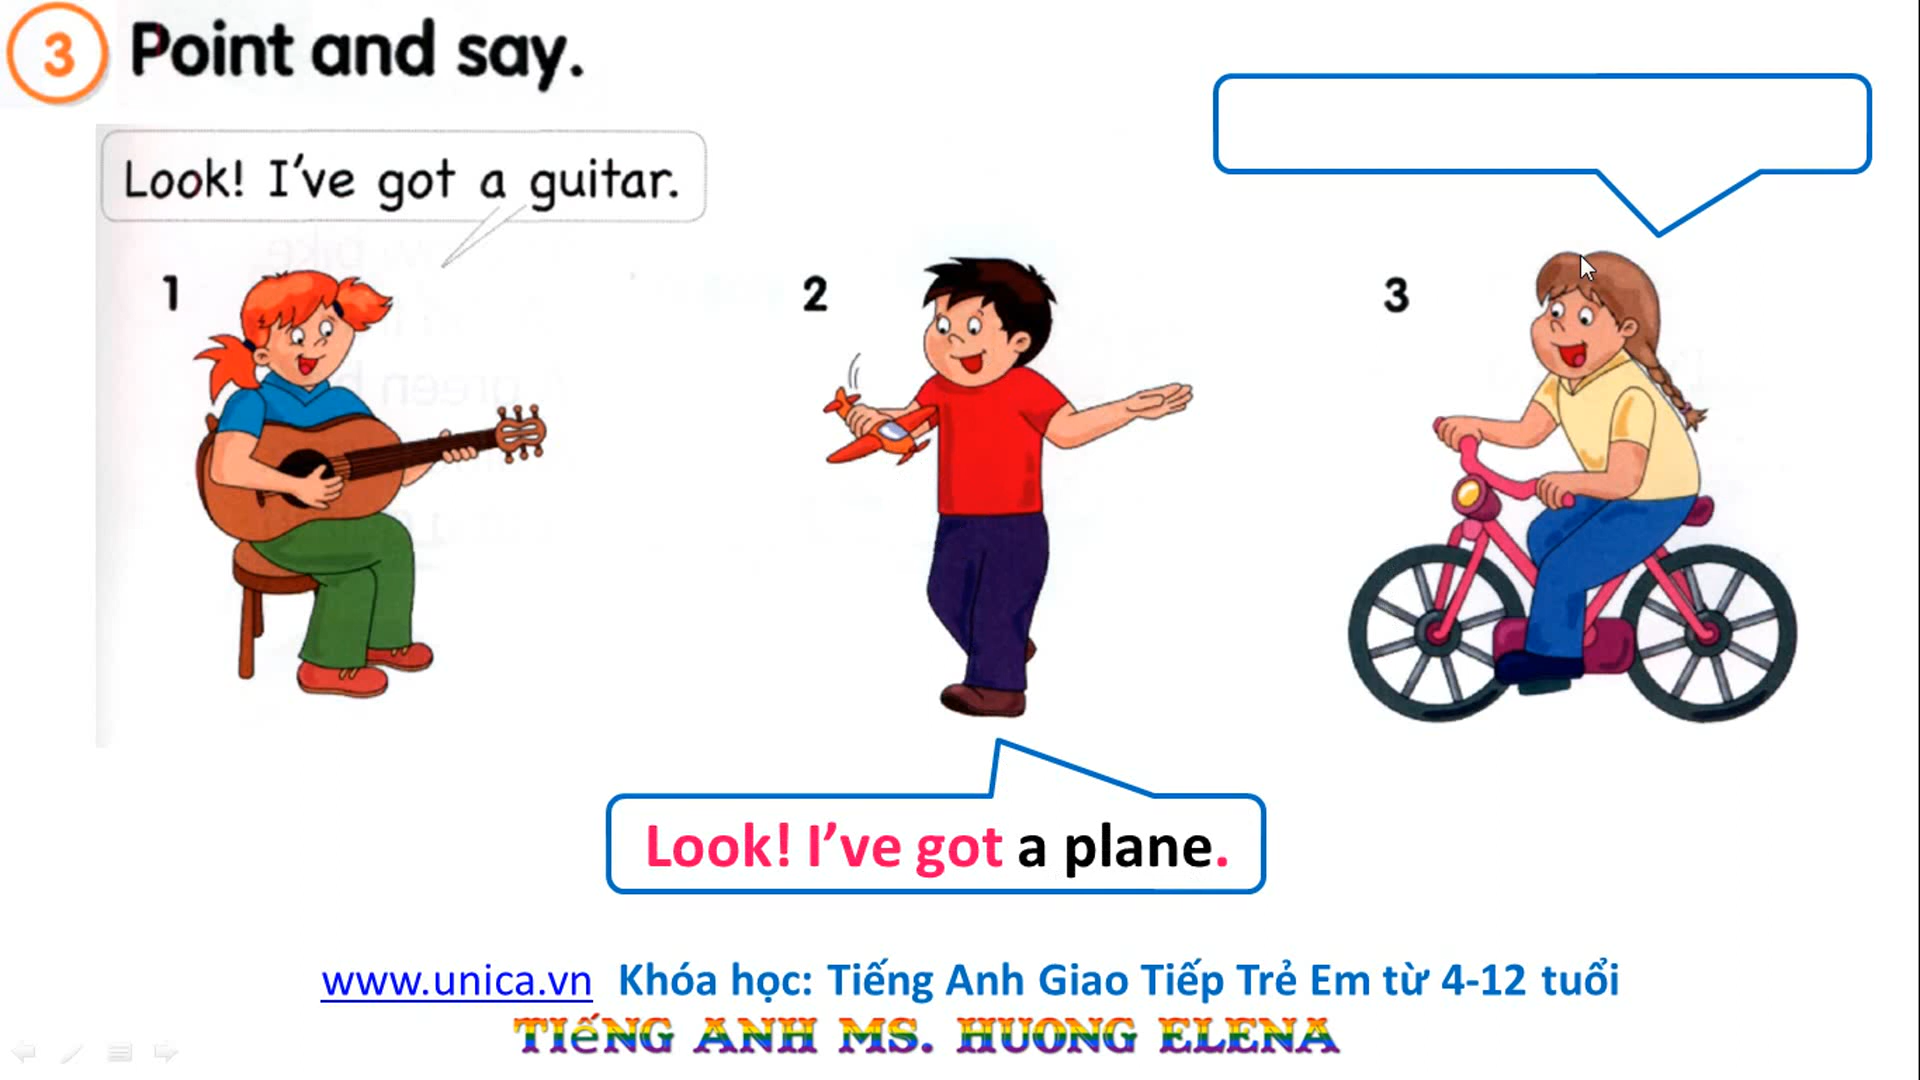 3 Point and say.
Look! I've got a guitar.
1
2
3
Look! I've got a plane.
www.unica.vn Khóa học: Tiếng Anh Giao Tiếp Trẻ Em từ 4-12 tuổi
TIếNG ANH MS. HUONG ELENA